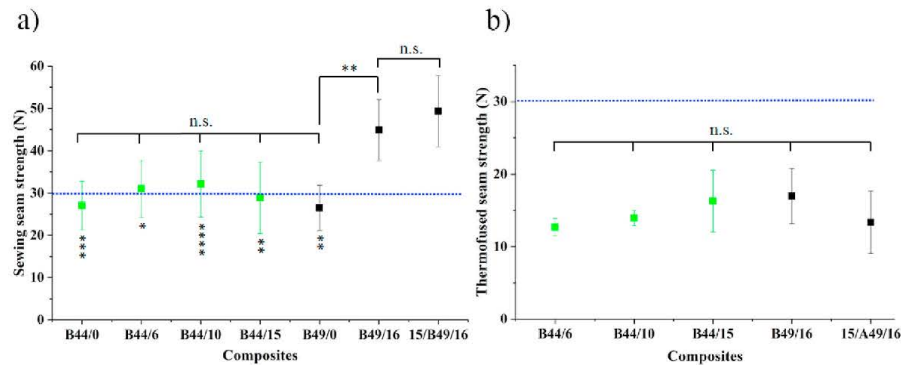 a)
Sewing seam strength (N)
60
50
40
30
20
10
0
n.s.
**
n.s.
***
*
****
**
**
B44/0 B44/6 B44/10 B44/15 B49/0 B49/16 15/B49/16
Composites
b)
Thermofused seam strength (N)
30
20
10
0
n.s.
B44/6 B44/10 B44/15 B49/16 15/A49/16
Composites